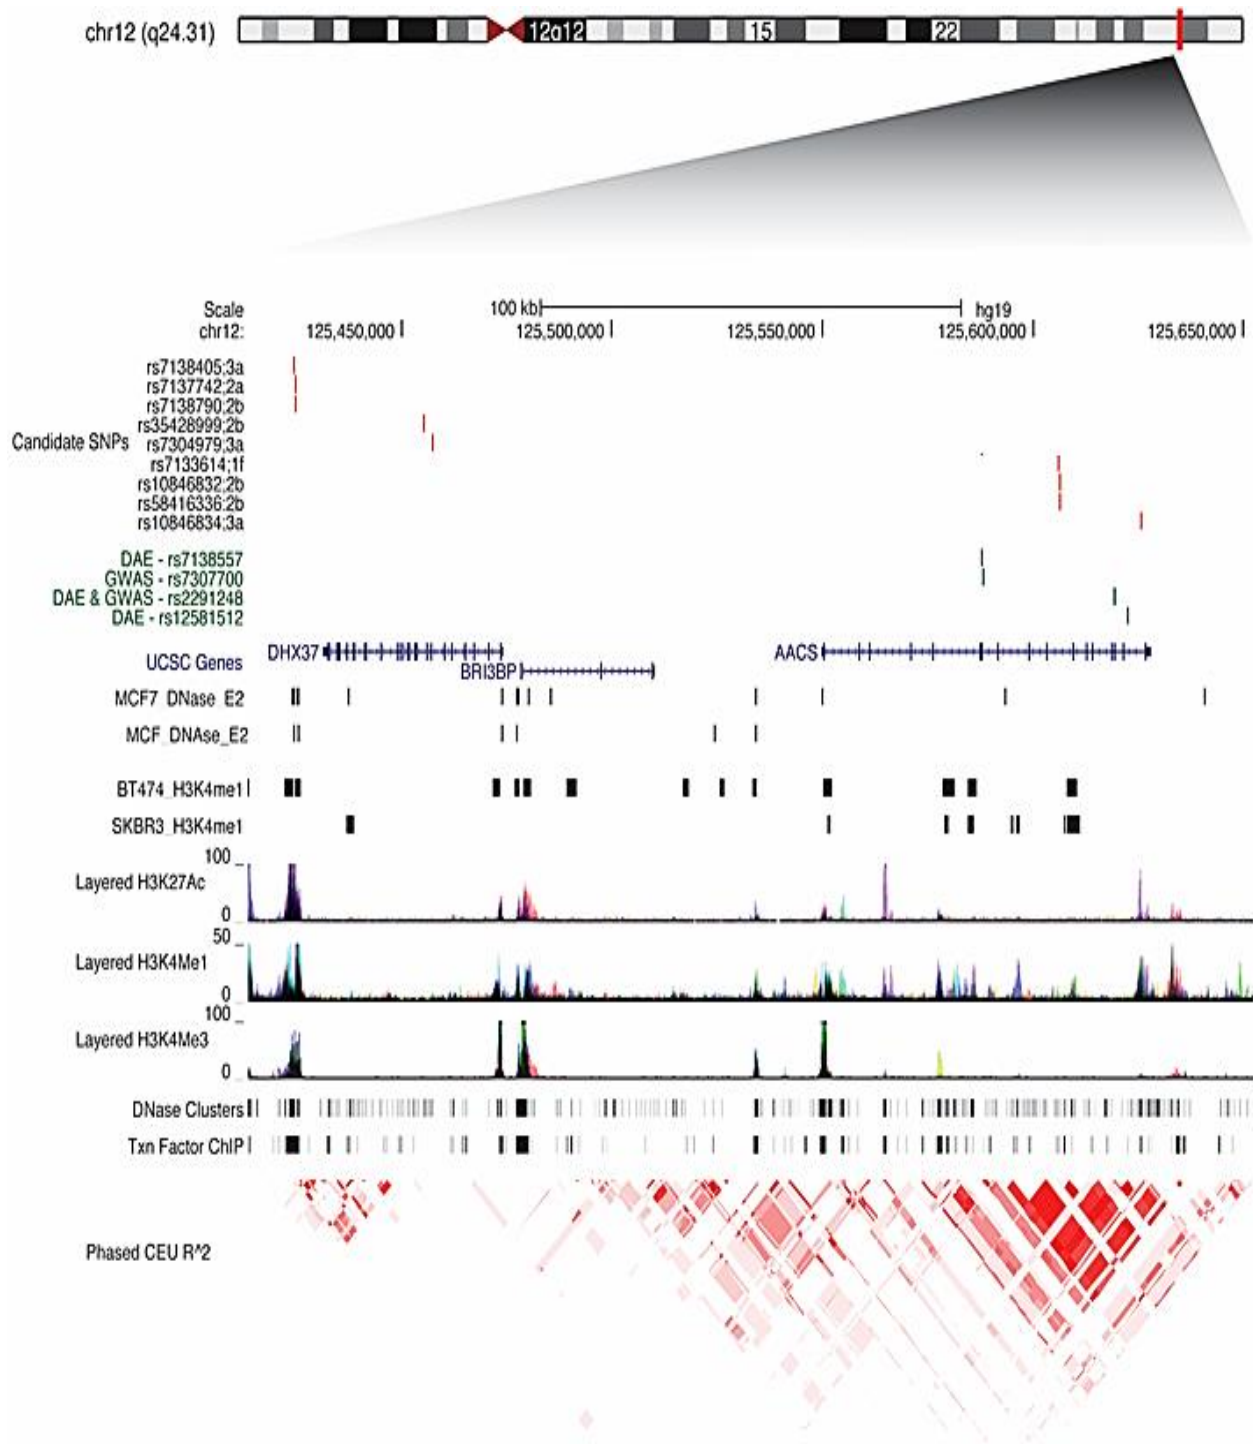 chr12 (q24.31) 12q12 15 22
Scale 100 kb hg19
chr12: 125,450,000 125,500,000 125,550,000 125,600,000 125,650,000
rs7138405;3a
rs7137742;2a
rs7138790;2b
rs35428999;2b
Candidate SNPs rs7304979;3a
rs7133614;1f
rs10846832;2b
rs58416336:2b
rs10846834;3a
DAE - rs7138557
GWAS - rs7307700
DAE & GWAS - rs2291248
DAE - rs12581512
DHX37 AACS
UCSC Genes
BRI3BP
MCF7_DNase_E2
MCF_DNAse_E2
BT474_H3K4me1
SKBR3_H3K4me1
100
Layered H3K27Ac
0
50
Layered H3K4Me1
0
100
Layered H3K4Me3
0
DNase Clusters
Txn Factor ChIP
Phased CEU R^2